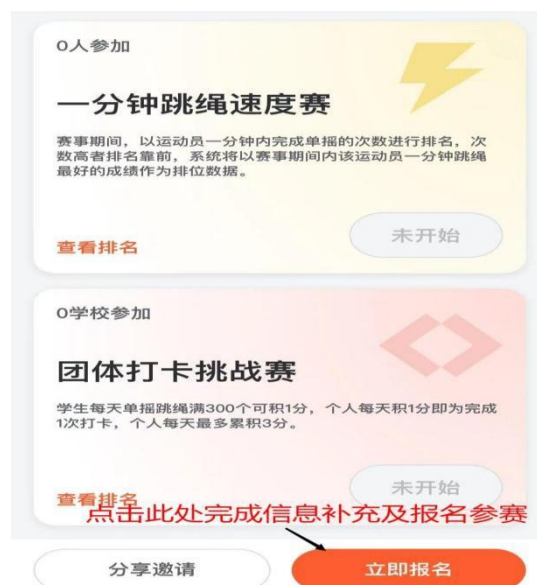 0人参加
一分钟跳绳速度赛
赛事期间，以运动员一分钟内完成单摇的次数进行排名，次
数高者排名靠前，系统将以赛事期间内该运动员一分钟跳绳
最好的成绩作为排位数据。
未开始
查看排名
0学校参加
团体打卡挑战赛
学生每天单摇跳绳满300个可积1分，个人每天积1分即为完成
1次打卡，个人每天最多累积3分。
未开始
查看排名
点击此处完成信息补充及报名参赛
分享邀请
立即报名